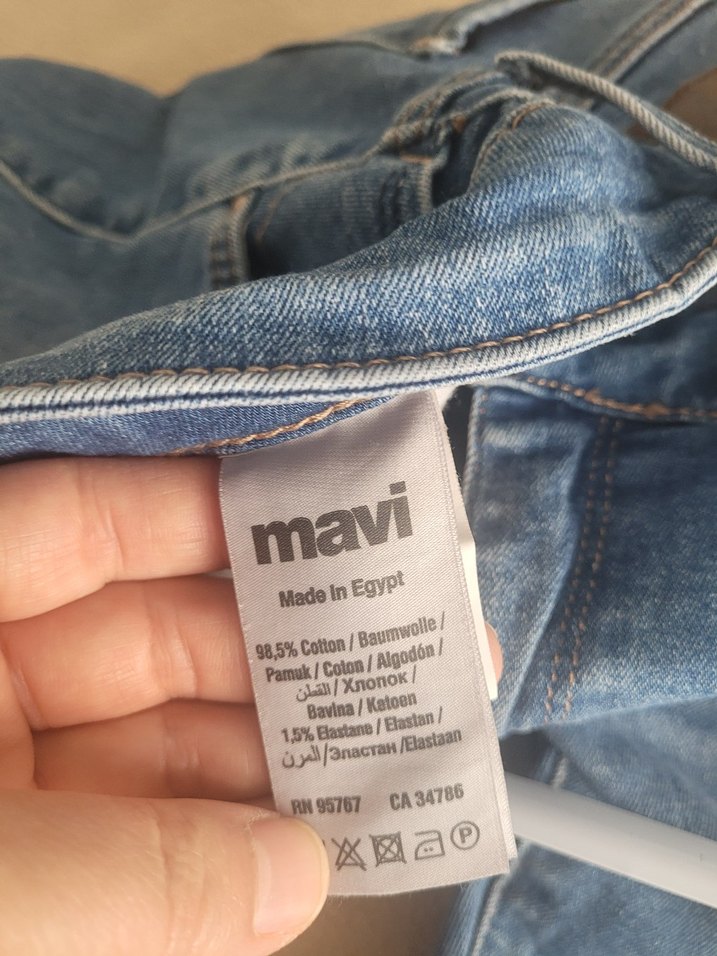 mavi
Made In Egypt
98,5% Cotton / Baumwolle /
Pamuk / Coton / Algodón /
القطن / Хлопок /
Bavlna / Katoen
1,5% Elastane / Elastan /
المرن / Эластан /Elastaan
RN 95767 CA 34786
P